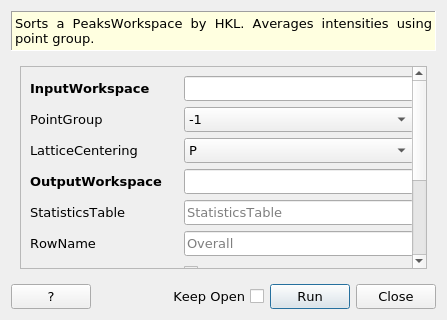 Sorts a PeaksWorkspace by HKL. Averages intensities using
point group.
InputWorkspace
PointGroup -1
LatticeCentering P
OutputWorkspace
StatisticsTable StatisticsTable
RowName Overall
? Keep Open Run Close